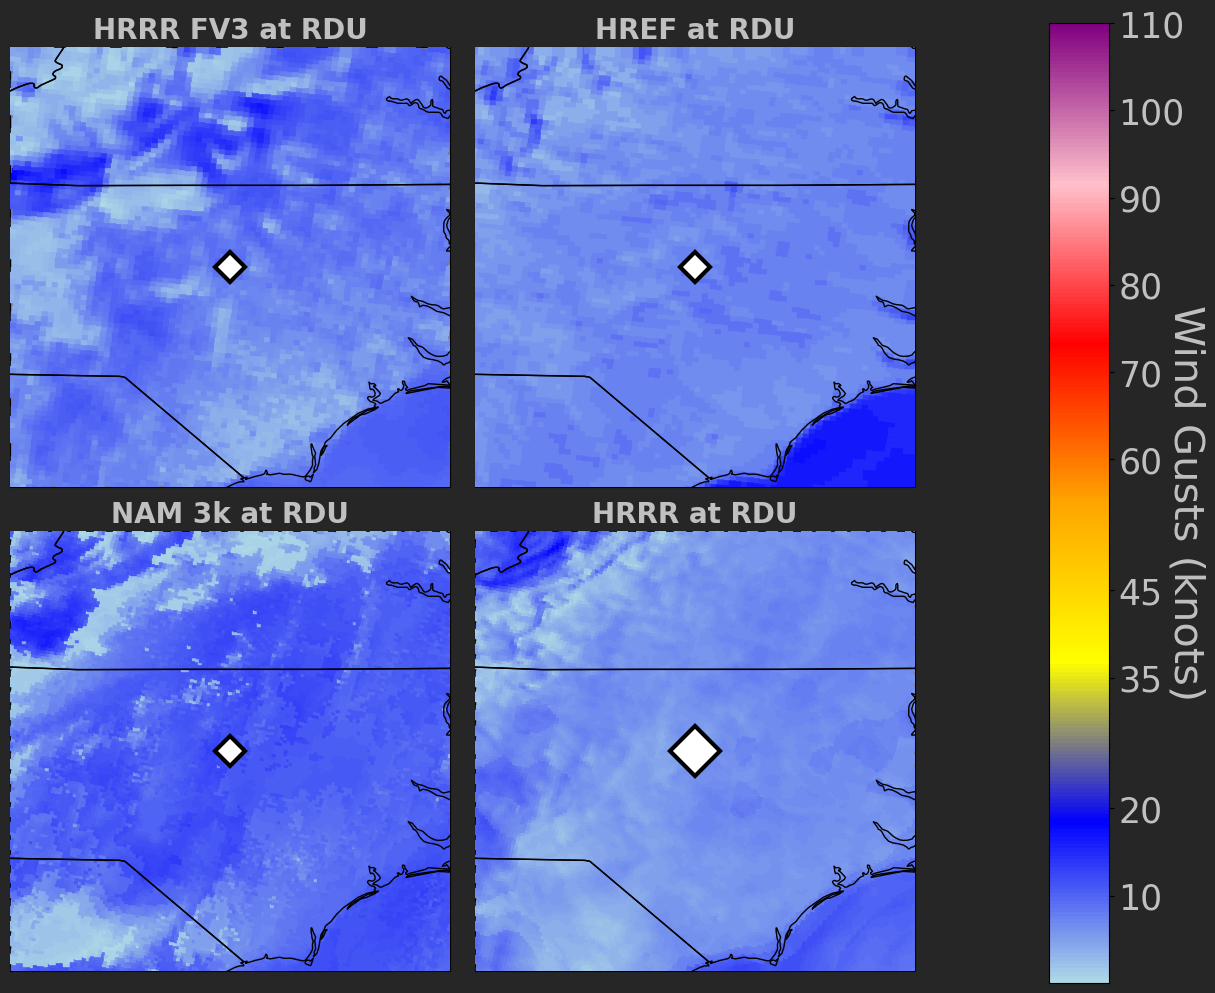 HRRR FV3 at RDU
HREF at RDU
NAM 3k at RDU
HRRR at RDU
110
100
90
80
70
60
45
35
20
10
Wind Gusts (knots)